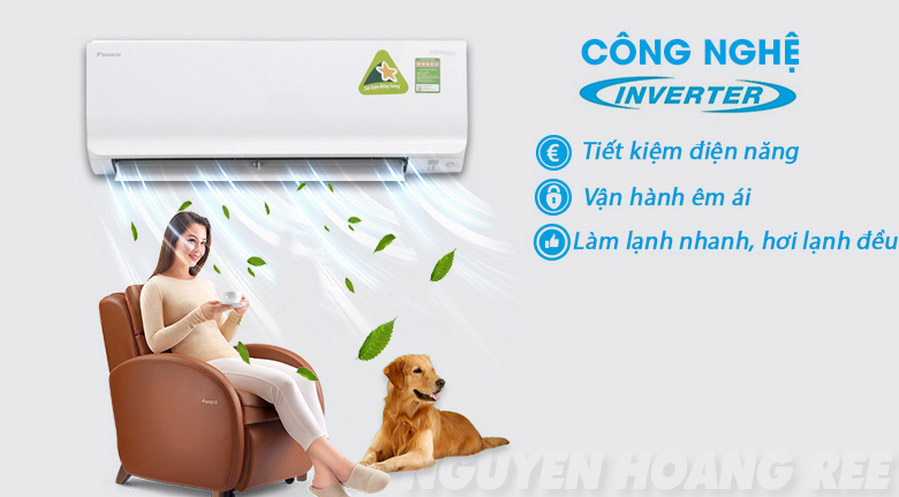 DAIKIN
CÔNG NGHỆ
INVERTER
Tiết kiệm điện năng
Vận hành êm ái
Làm lạnh nhanh, hơi lạnh đều
NGUYEN HOANG REE